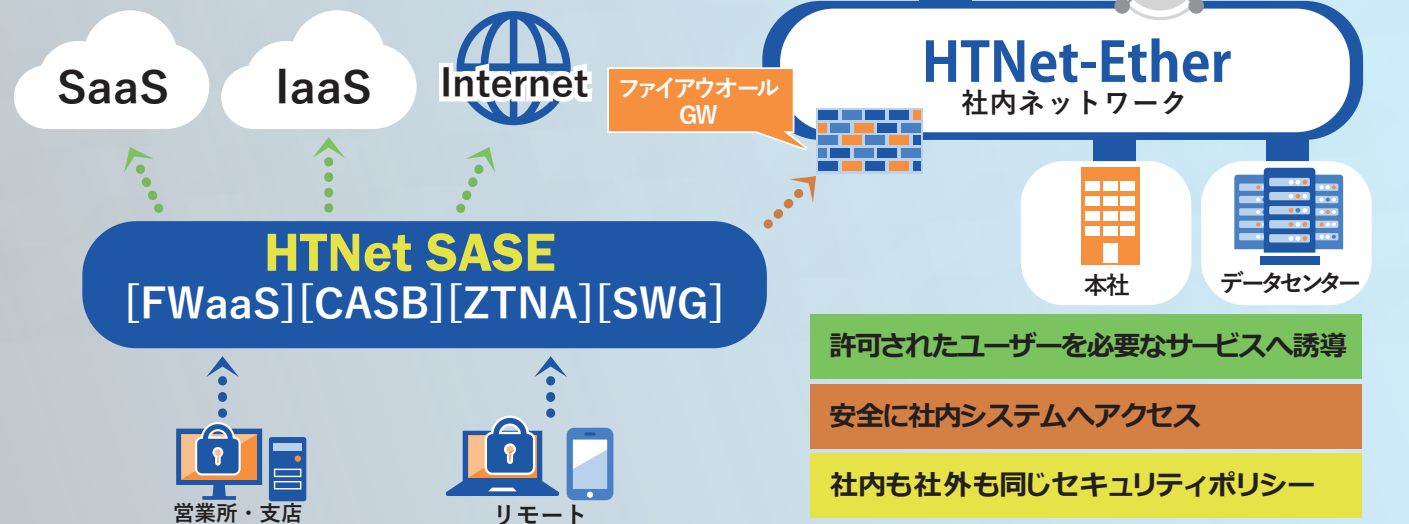 SaaS
IaaS
Internet
ファイアウオール
GW
HTNet-Ether
社内ネットワーク
本社
データセンター
HTNet SASE
[FWaaS][CASB][ZTNA][SWG]
営業所・支店
リモート
許可されたユーザーを必要なサービスへ誘導
安全に社内システムへアクセス
社内も社外も同じセキュリティポリシー